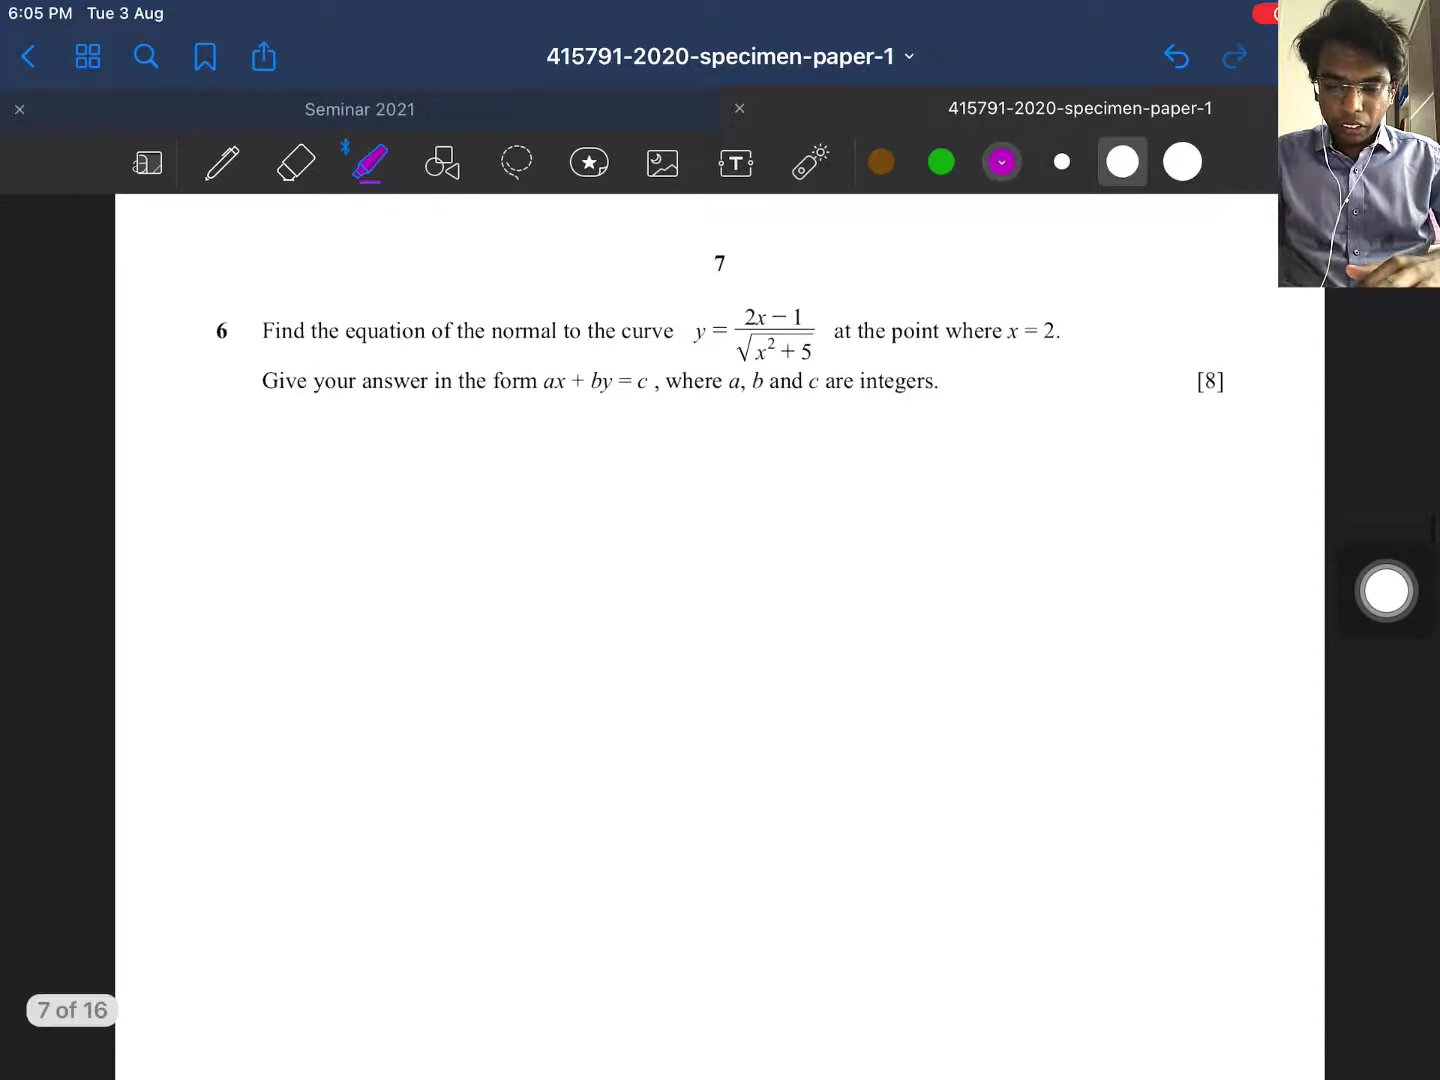 6:05 PM Tue 3 Aug
415791-2020-specimen-paper-1
Seminar 2021
415791-2020-specimen-paper-1
T
7
6 Find the equation of the normal to the curve y = (2x − 1)/√(x² + 5) at the point where x = 2.
Give your answer in the form ax + by = c , where a, b and c are integers. [8]
7 of 16